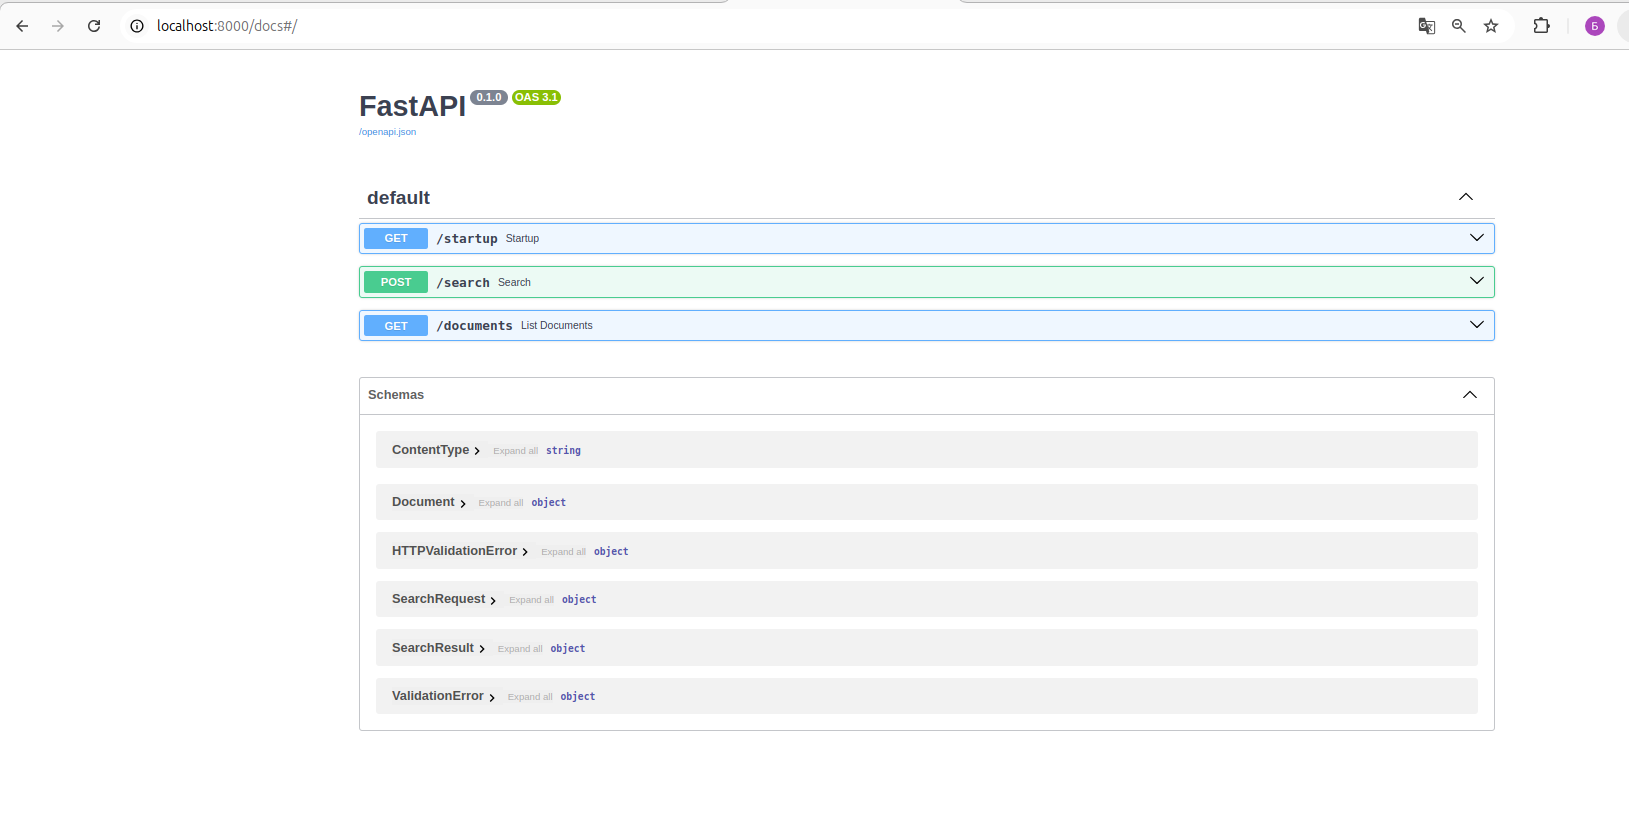 localhost:8000/docs#/
Б
FastAPI 0.1.0 OAS 3.1
/openapi.json
default
GET /startup Startup
POST /search Search
GET /documents List Documents
Schemas
ContentType Expand all string
Document Expand all object
HTTPValidationError Expand all object
SearchRequest Expand all object
SearchResult Expand all object
ValidationError Expand all object